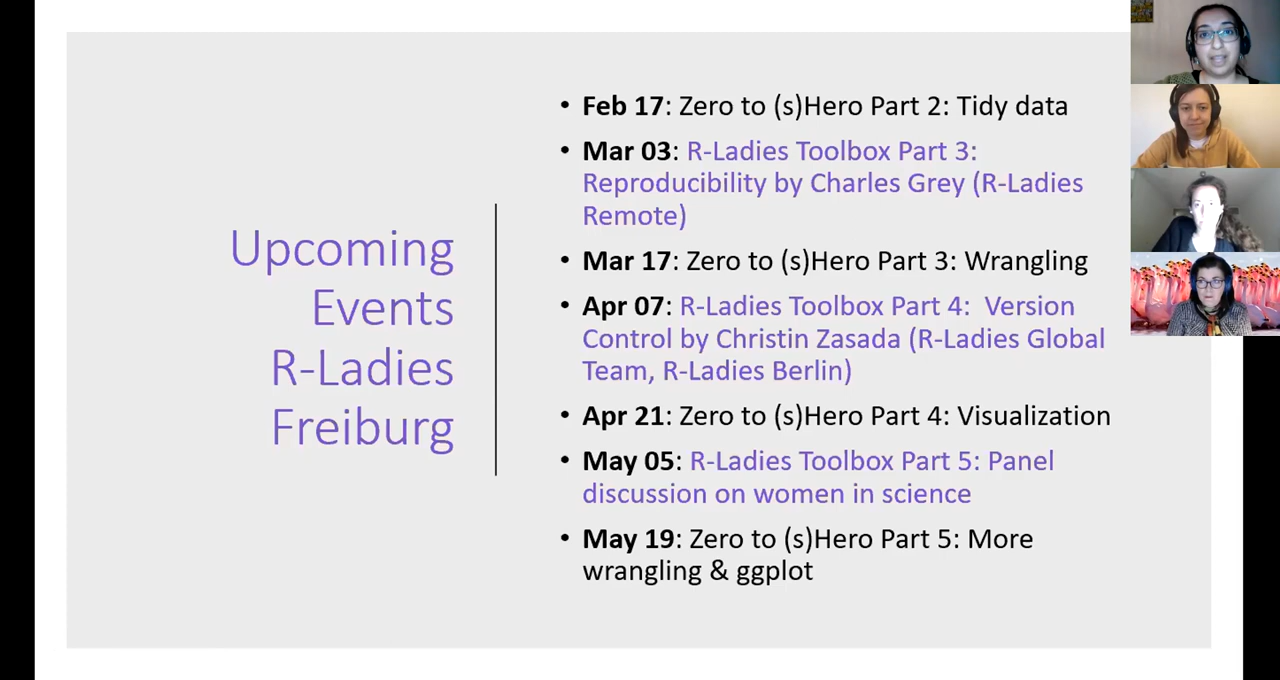 Upcoming
Events
R-Ladies
Freiburg
• Feb 17: Zero to (s)Hero Part 2: Tidy data
• Mar 03: R-Ladies Toolbox Part 3:
Reproducibility by Charles Grey (R-Ladies
Remote)
• Mar 17: Zero to (s)Hero Part 3: Wrangling
• Apr 07: R-Ladies Toolbox Part 4:  Version
Control by Christin Zasada (R-Ladies Global
Team, R-Ladies Berlin)
• Apr 21: Zero to (s)Hero Part 4: Visualization
• May 05: R-Ladies Toolbox Part 5: Panel
discussion on women in science
• May 19: Zero to (s)Hero Part 5: More
wrangling & ggplot